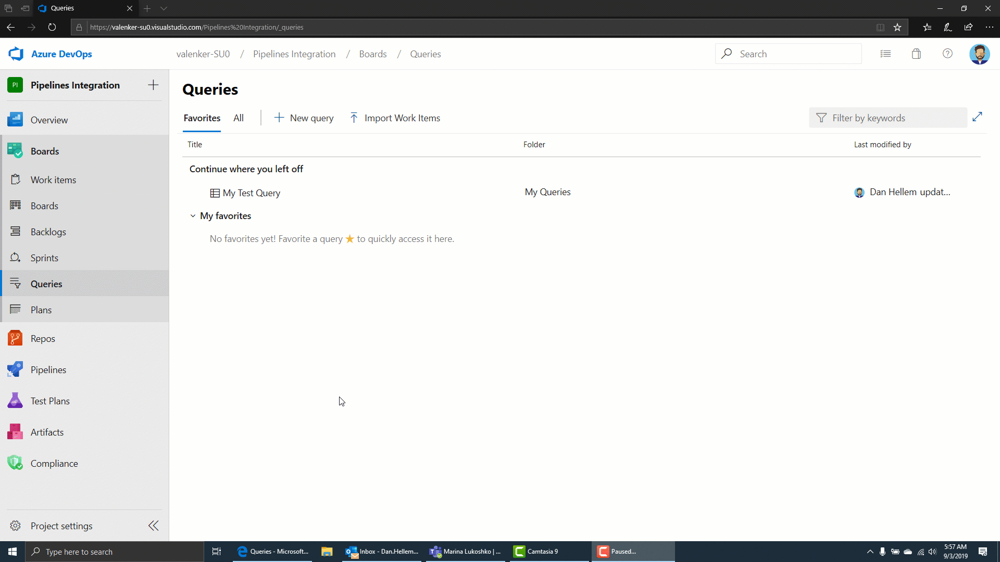 Queries
https://valenker-su0.visualstudio.com/Pipelines%20Integration/_queries
Azure DevOps
valenker-SU0 / Pipelines Integration / Boards / Queries
Search
PI
Pipelines Integration
Overview
Boards
Work items
Boards
Backlogs
Sprints
Queries
Plans
Repos
Pipelines
Test Plans
Artifacts
Compliance
Project settings
Queries
Favorites All New query Import Work Items
Filter by keywords
Title Folder Last modified by
Continue where you left off
My Test Query My Queries Dan Hellem updat...
My favorites
No favorites yet! Favorite a query ★ to quickly access it here.
Type here to search
Queries - Microsoft...
Inbox - Dan.Hellem...
Marina Lukoshko | ...
Camtasia 9
Paused...
5:57 AM
9/3/2019